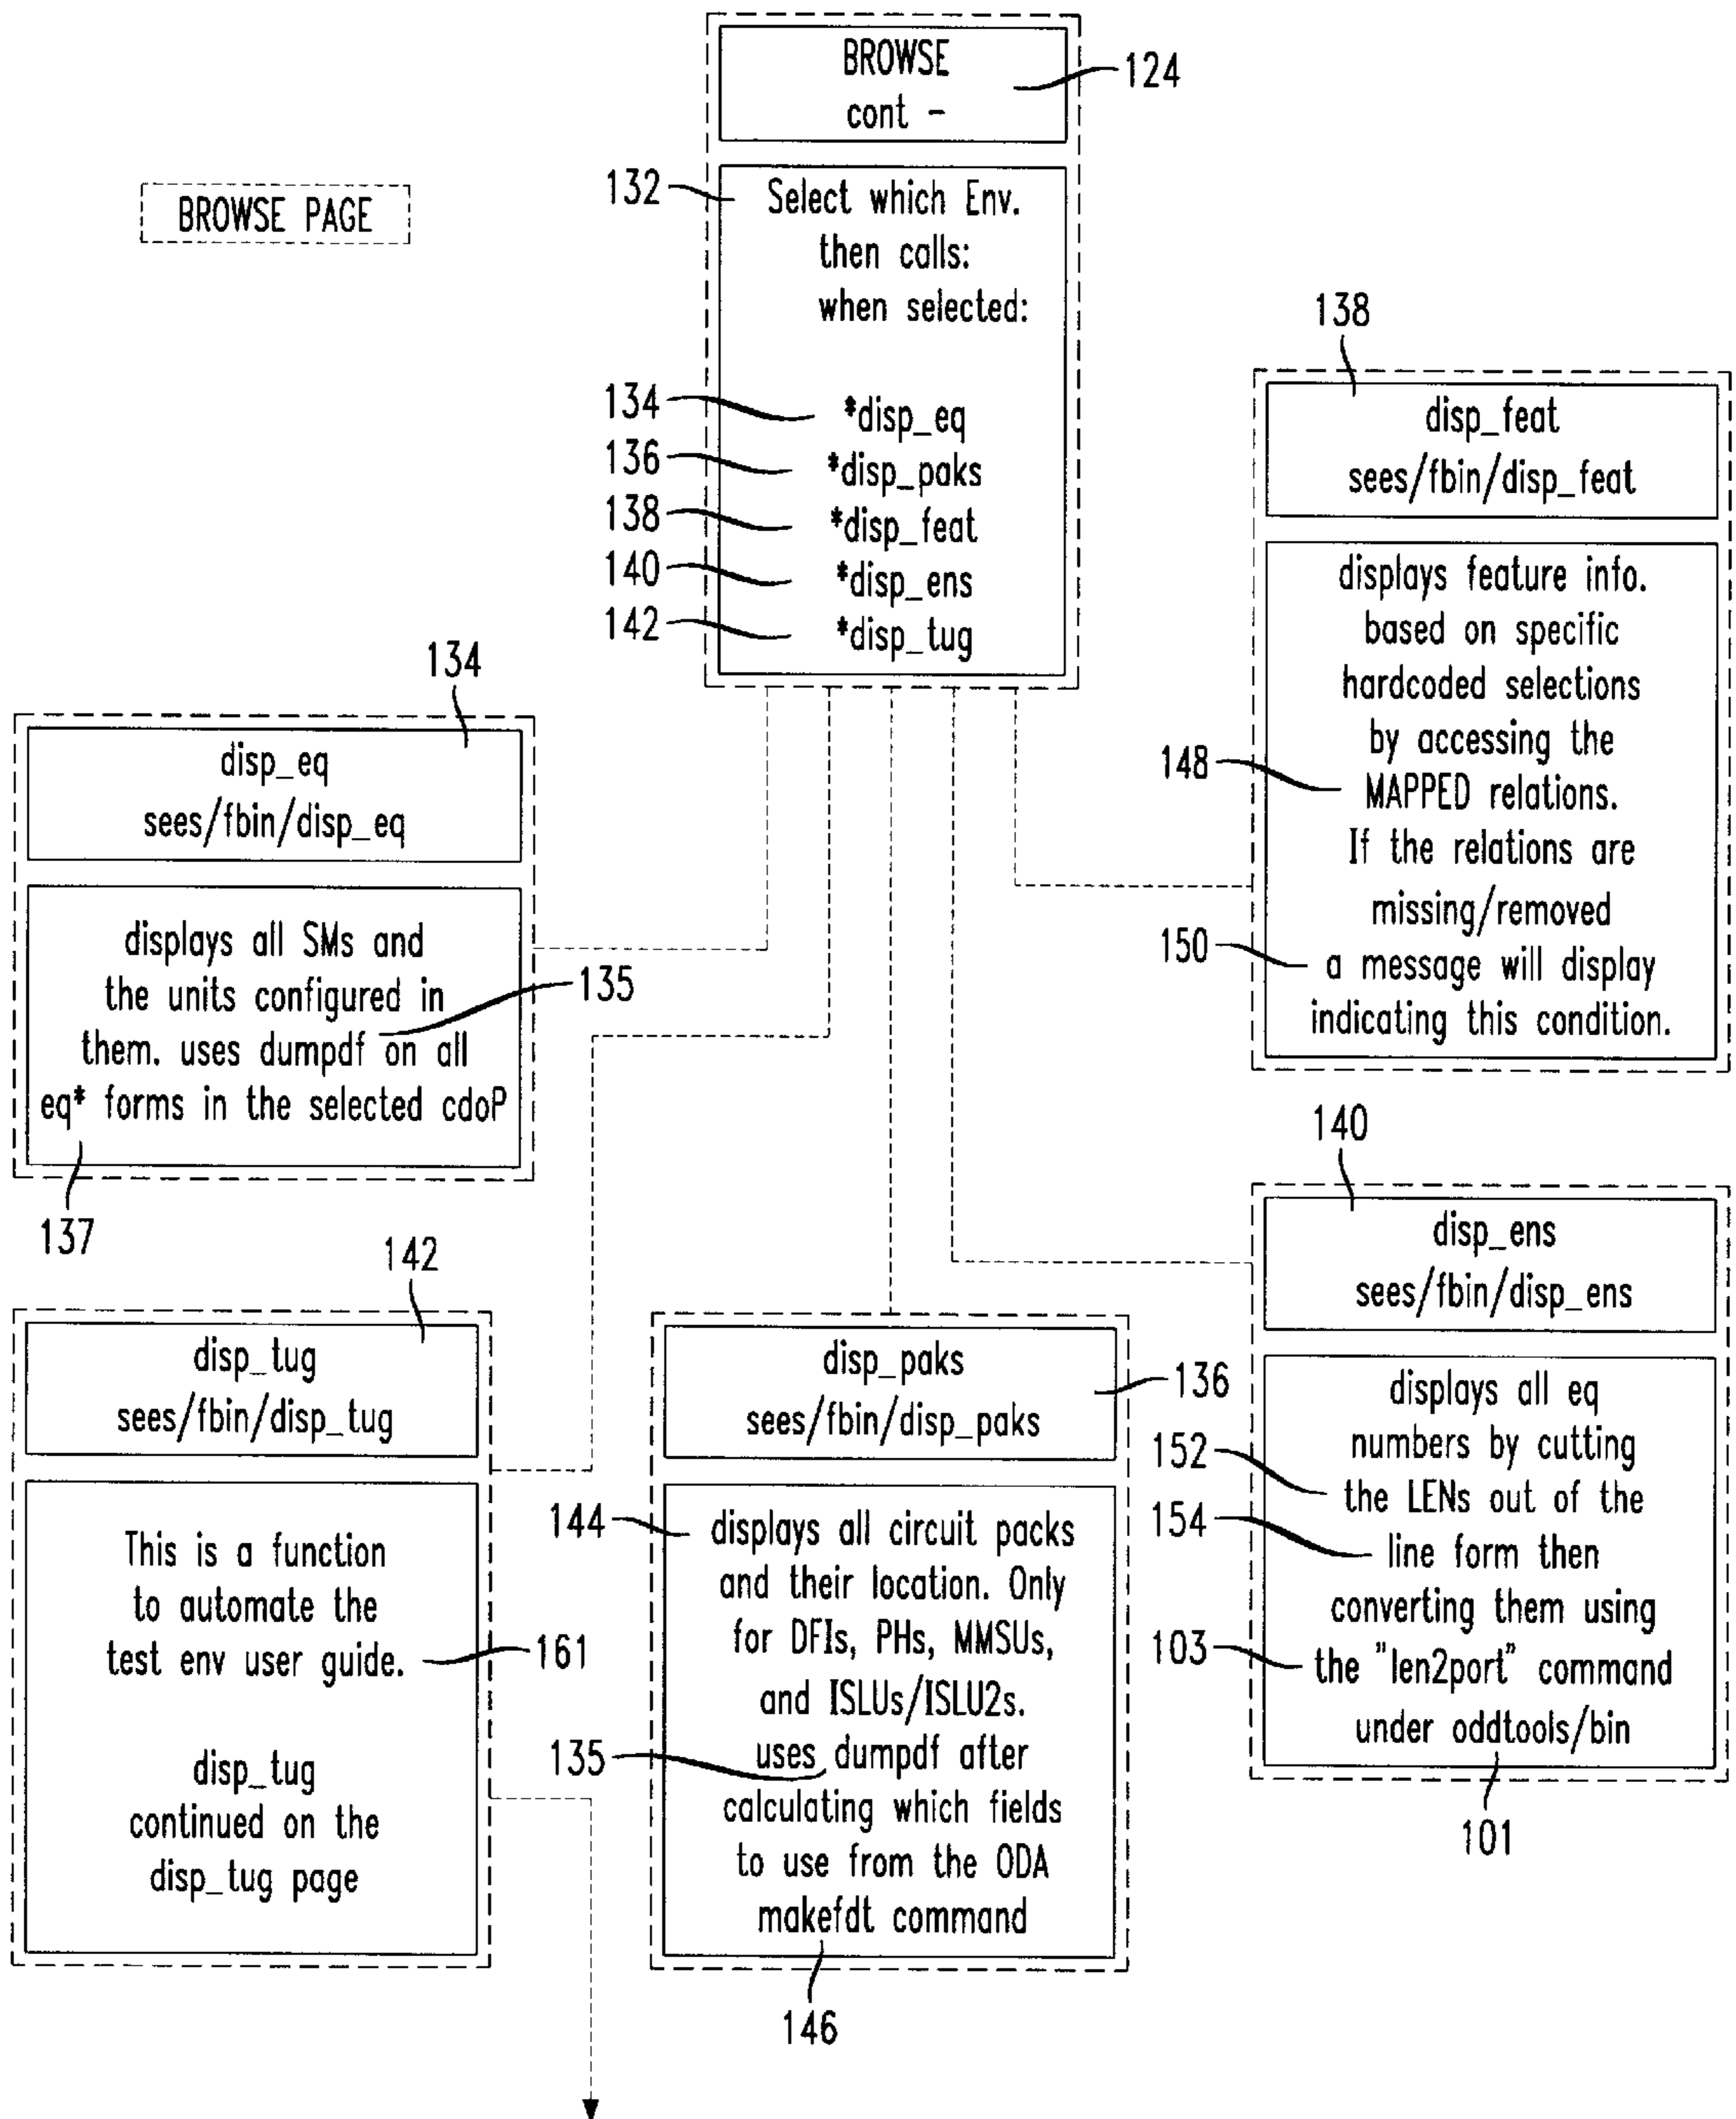 BROWSE
cont -
124
BROWSE PAGE
132
Select which Env.
then calls:
when selected:
134 *disp_eq
136 *disp_paks
138 *disp_feat
140 *disp_ens
142 *disp_tug
138
disp_feat
sees/fbin/disp_feat
displays feature info.
based on specific
hardcoded selections
by accessing the
148 MAPPED relations.
If the relations are
missing/removed
150 a message will display
indicating this condition.
134
disp_eq
sees/fbin/disp_eq
displays all SMs and
the units configured in
them. uses dumpdf on all
135
eq* forms in the selected cdoP
137
140
disp_ens
sees/fbin/disp_ens
displays all eq
numbers by cutting
152 the LENs out of the
154 line form then
converting them using
103 the "len2port" command
under oddtools/bin
101
142
disp_tug
sees/fbin/disp_tug
This is a function
to automate the
test env user guide. 161
disp_tug
continued on the
disp_tug page
disp_paks
sees/fbin/disp_paks
136
144 displays all circuit packs
and their location. Only
for DFIs, PHs, MMSUs,
and ISLUs/ISLU2s.
135 uses dumpdf after
calculating which fields
to use from the ODA
makefdt command
146